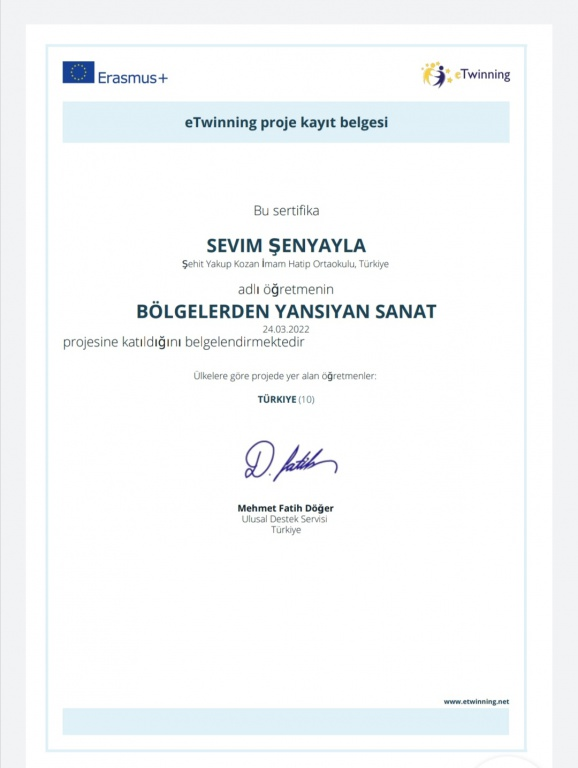 Erasmus+
eTwinning
eTwinning proje kayıt belgesi
Bu sertifika
SEVIM ŞENYAYLA
Şehit Yakup Kozan İmam Hatip Ortaokulu, Türkiye
adlı öğretmenin
BÖLGELERDEN YANSIYAN SANAT
24.03.2022
projesine katıldığını belgelendirmektedir
Ülkelere göre projede yer alan öğretmenler:
TÜRKIYE (10)
D. fatih
Mehmet Fatih Döğer
Ulusal Destek Servisi
Türkiye
www.etwinning.net